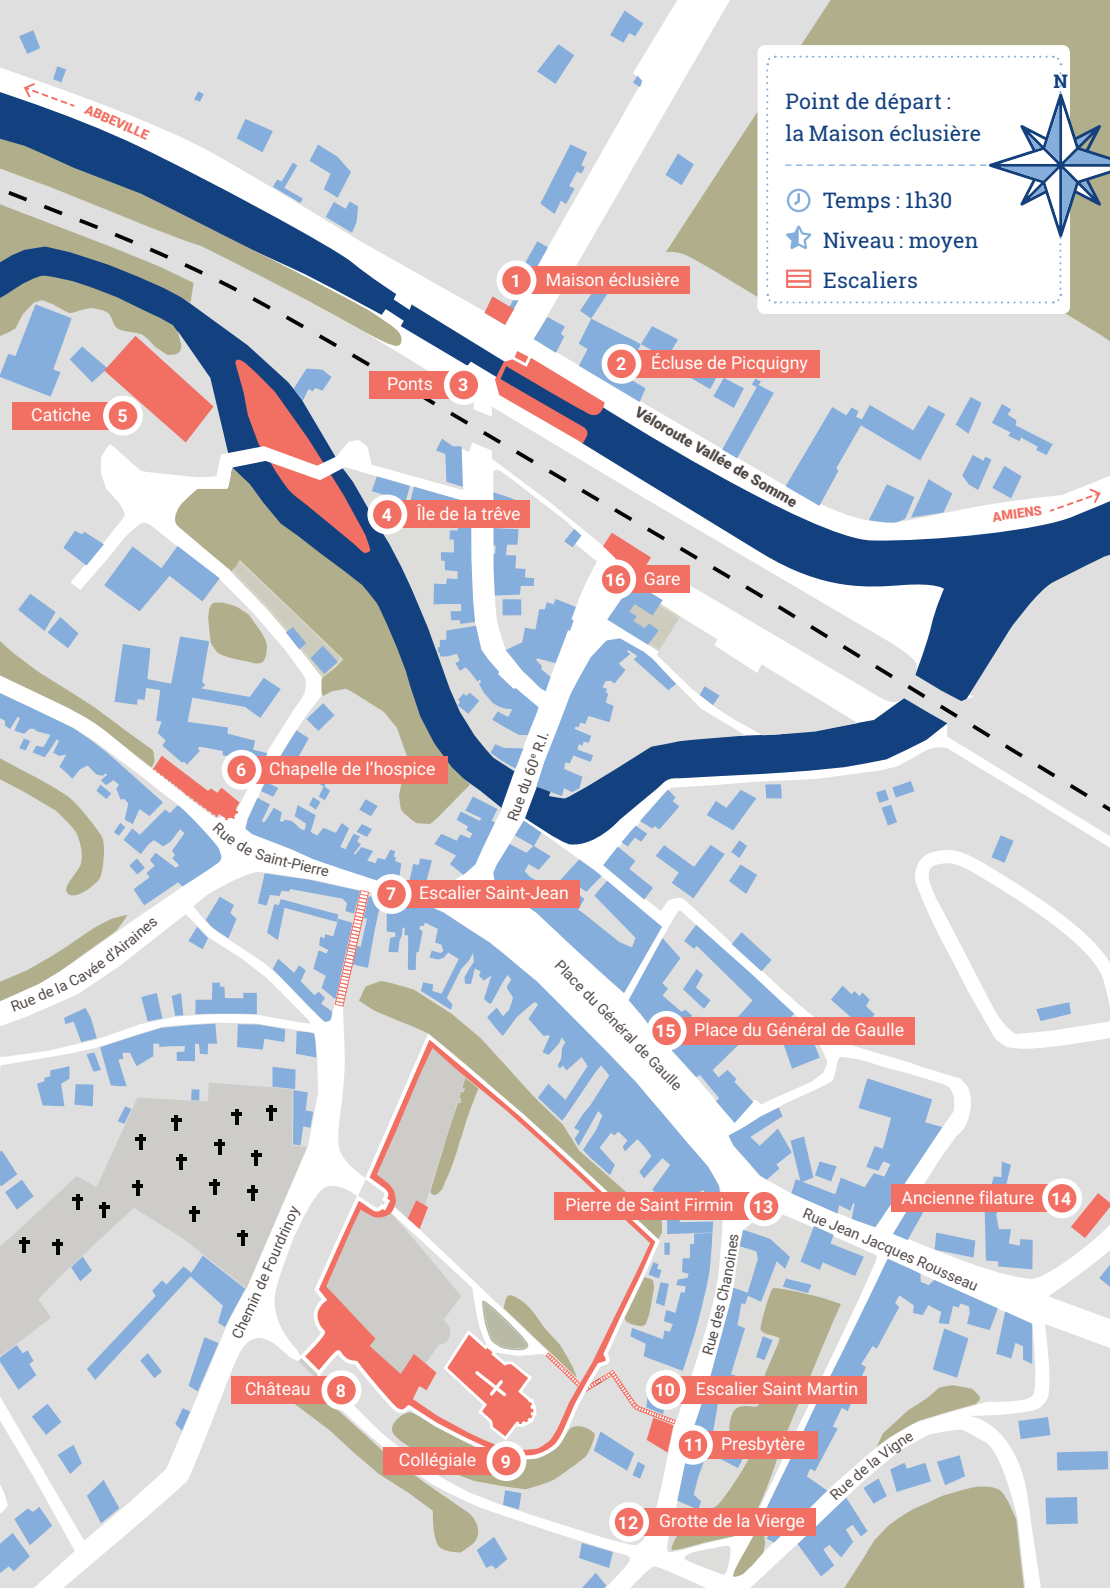 N
Point de départ :
la Maison éclusière
Temps : 1h30
Niveau : moyen
Escaliers
ABBEVILLE
1 Maison éclusière
2 Écluse de Picquigny
Ponts 3
Catiche 5
Véloroute Vallée de Somme
AMIENS
4 Île de la trêve
16 Gare
Rue du 60e R.I.
6 Chapelle de l'hospice
Rue de Saint-Pierre
7 Escalier Saint-Jean
Rue de la Cavée d'Airaines
Place du Général de Gaulle
15 Place du Général de Gaulle
Pierre de Saint Firmin 13
Ancienne filature 14
Rue Jean Jacques Rousseau
Chemin de Fourdrinoy
Rue des Chanoines
Château 8
10 Escalier Saint Martin
11 Presbytère
Collégiale 9
Rue de la Vigne
12 Grotte de la Vierge